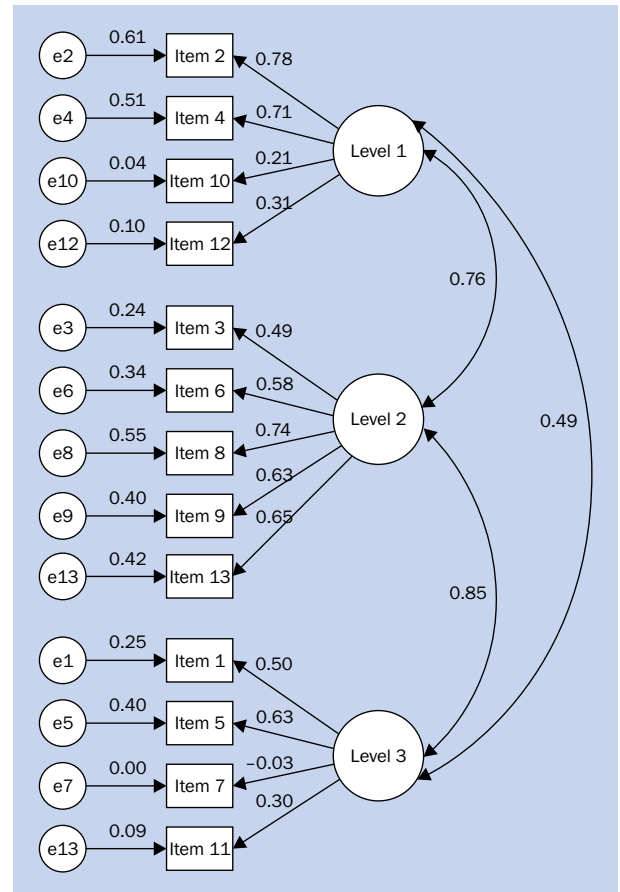 e2 0.61 Item 2 0.78
e4 0.51 Item 4 0.71
Level 1
e10 0.04 Item 10 0.21
e12 0.10 Item 12 0.31
0.76
e3 0.24 Item 3 0.49
e6 0.34 Item 6 0.58
Level 2
0.49
e8 0.55 Item 8 0.74
e9 0.40 Item 9 0.63
e13 0.42 Item 13 0.65
0.85
e1 0.25 Item 1 0.50
e5 0.40 Item 5 0.63
Level 3
e7 0.00 Item 7 –0.03
e13 0.09 Item 11 0.30